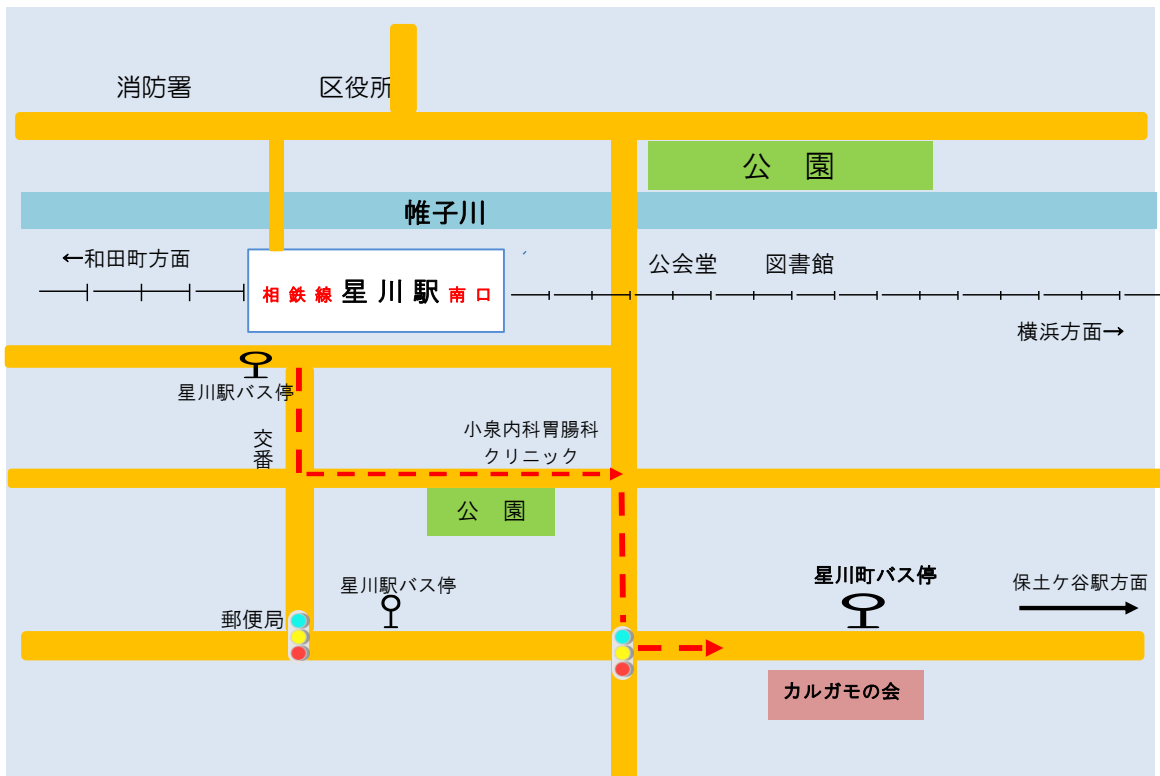 消防署
区役所
公　園
帷子川
←和田町方面
公会堂
図書館
相鉄線 星川駅 南口
横浜方面→
星川駅バス停
交番
小泉内科胃腸科
クリニック
公　園
星川町バス停
保土ケ谷駅方面
星川駅バス停
郵便局
カルガモの会